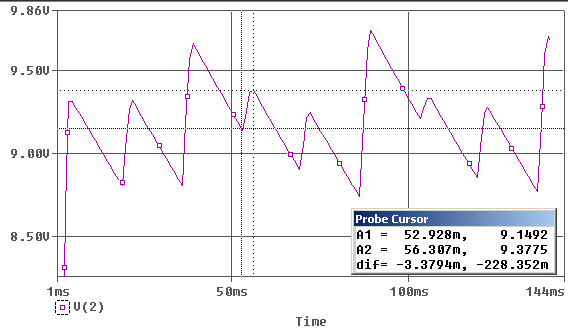 9.86V
9.50V
9.00V
8.50V
Probe Cursor
A1 = 52.928m, 9.1492
A2 = 56.307m, 9.3775
dif= -3.3794m, -228.352m
1ms 50ms 100ms 144ms
V(2)
Time